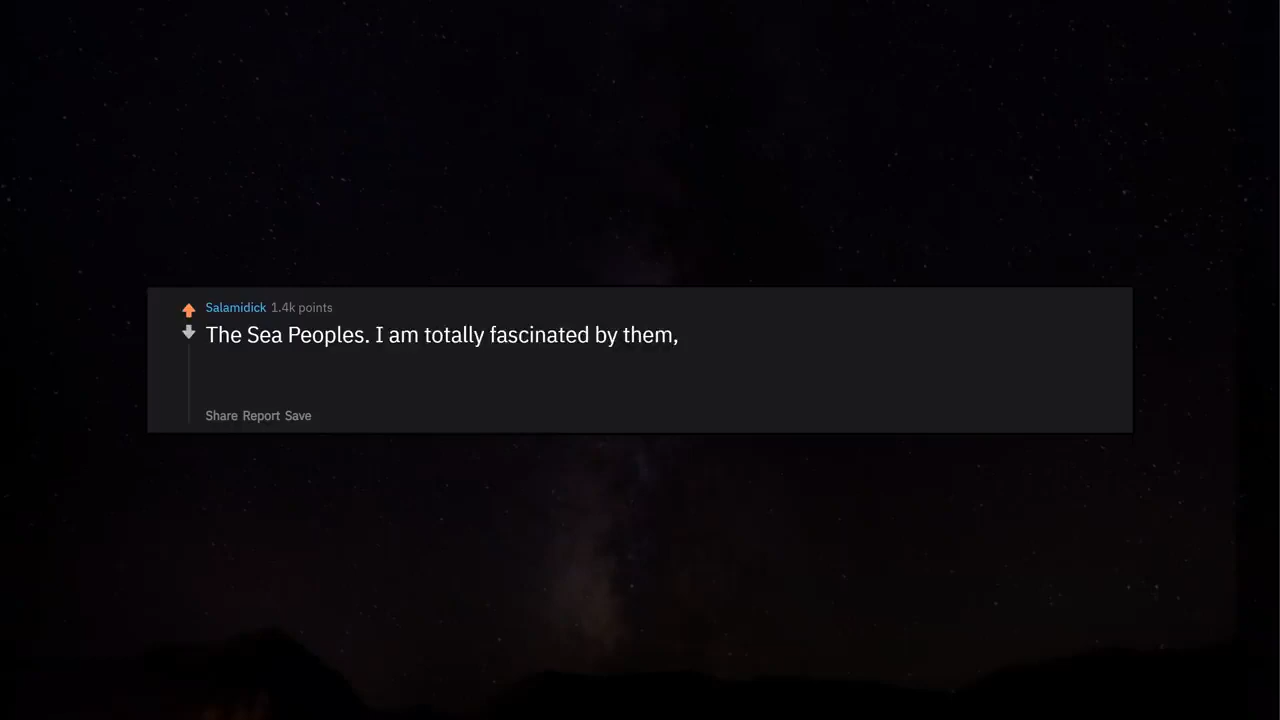 Salamidick 1.4k points
The Sea Peoples. I am totally fascinated by them,
Share Report Save